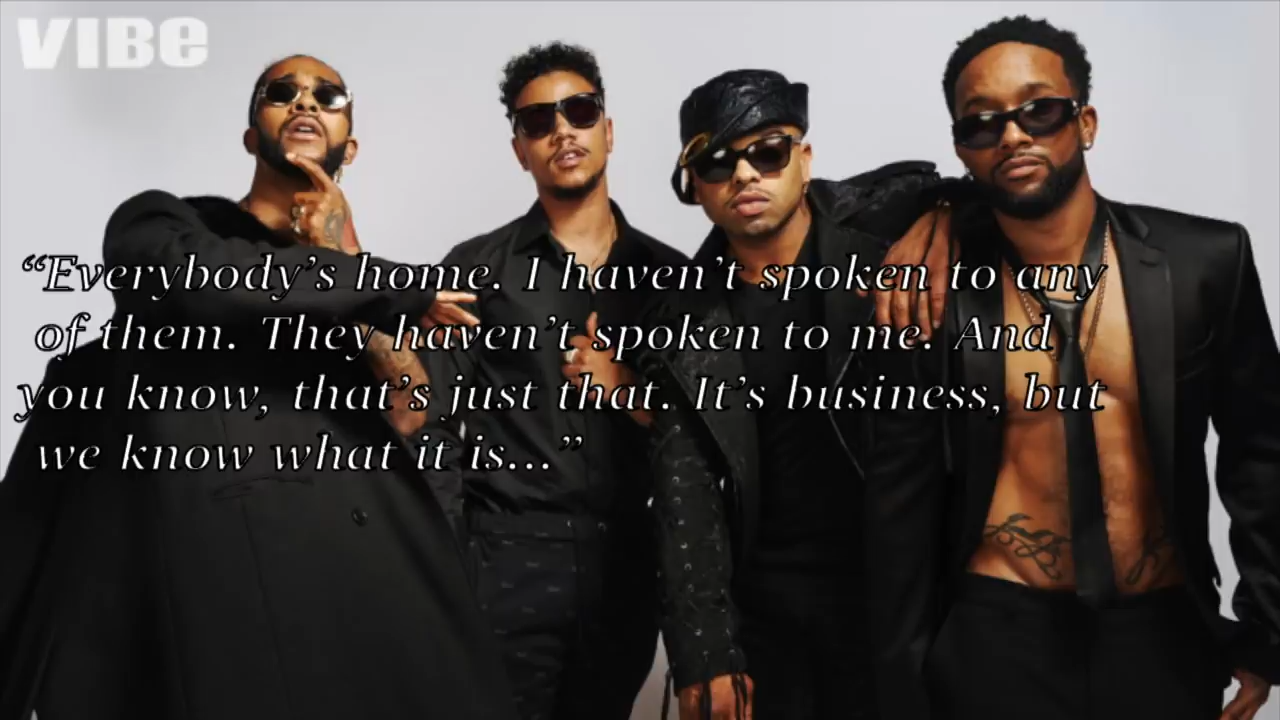 VIBE
“Everybody’s home. I haven’t spoken to any
of them. They haven’t spoken to me. And
you know, that’s just that. It’s business, but
we know what it is...”